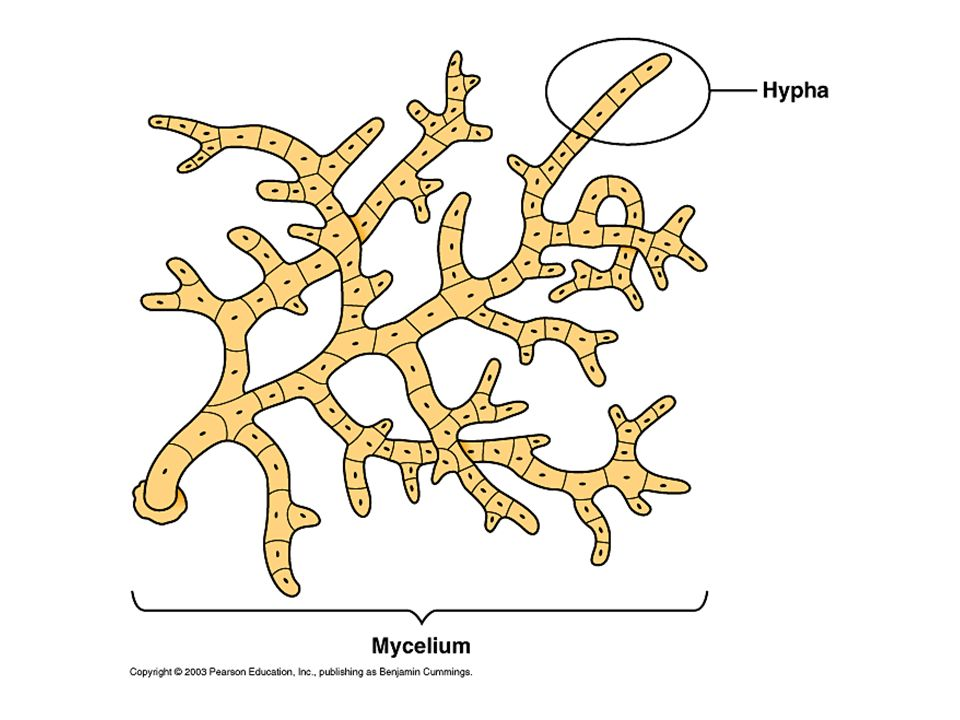 Hypha
Mycelium
Copyright © 2003 Pearson Education, Inc., publishing as Benjamin Cummings.